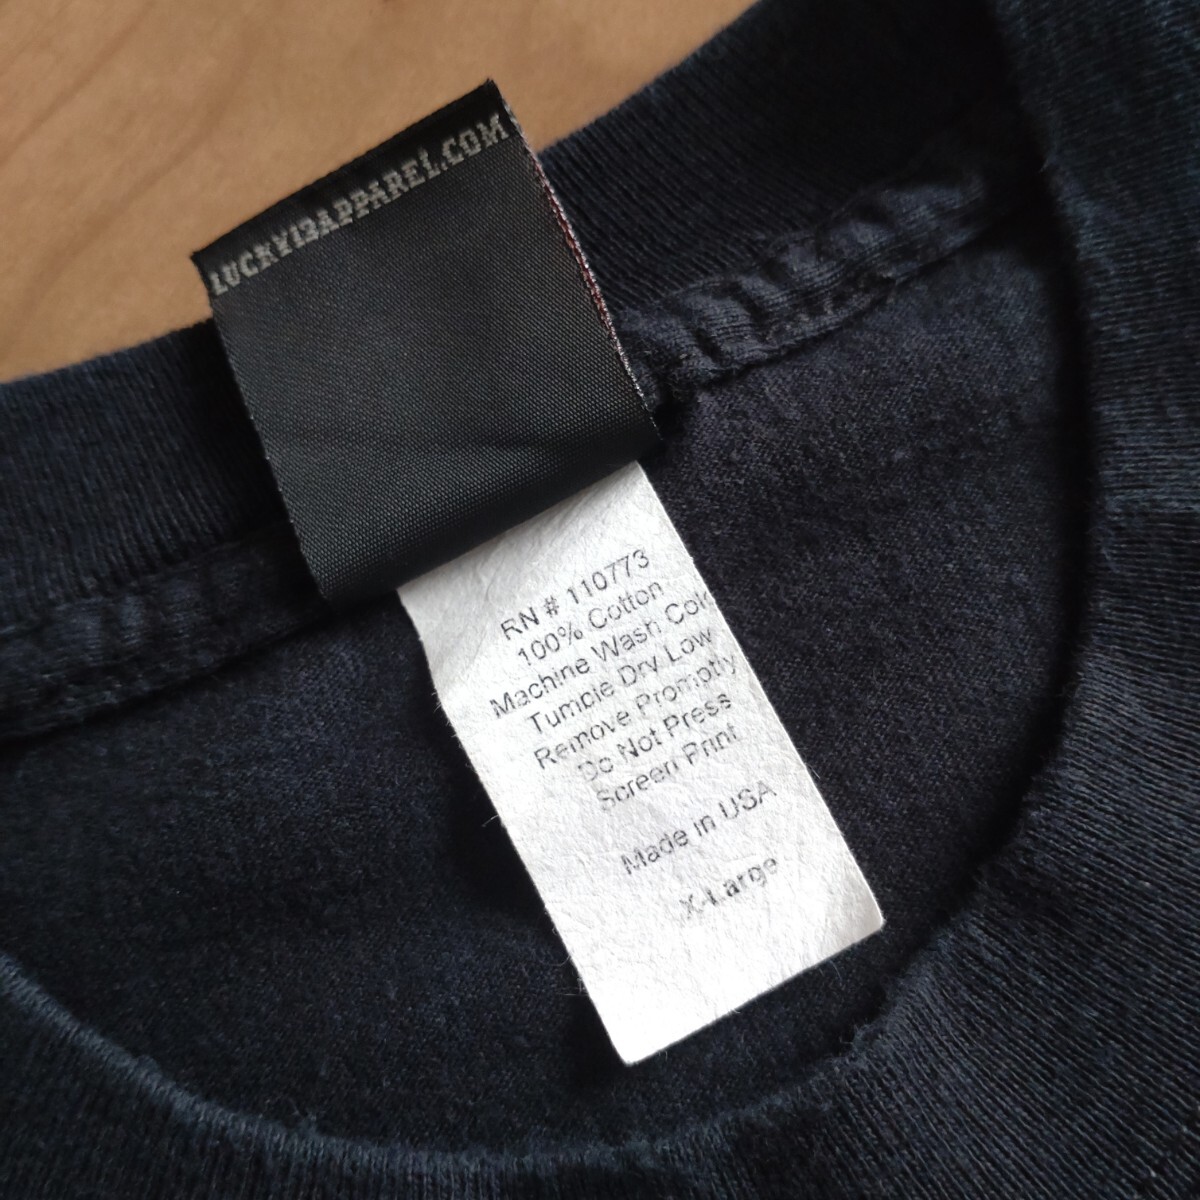 LUCKY13APPAREL.COM
RN # 110773
100% Cotton
Machine Wash Cold
Tumble Dry Low
Remove Promptly
Do Not Press
Screen Print
Made in USA
X-Large